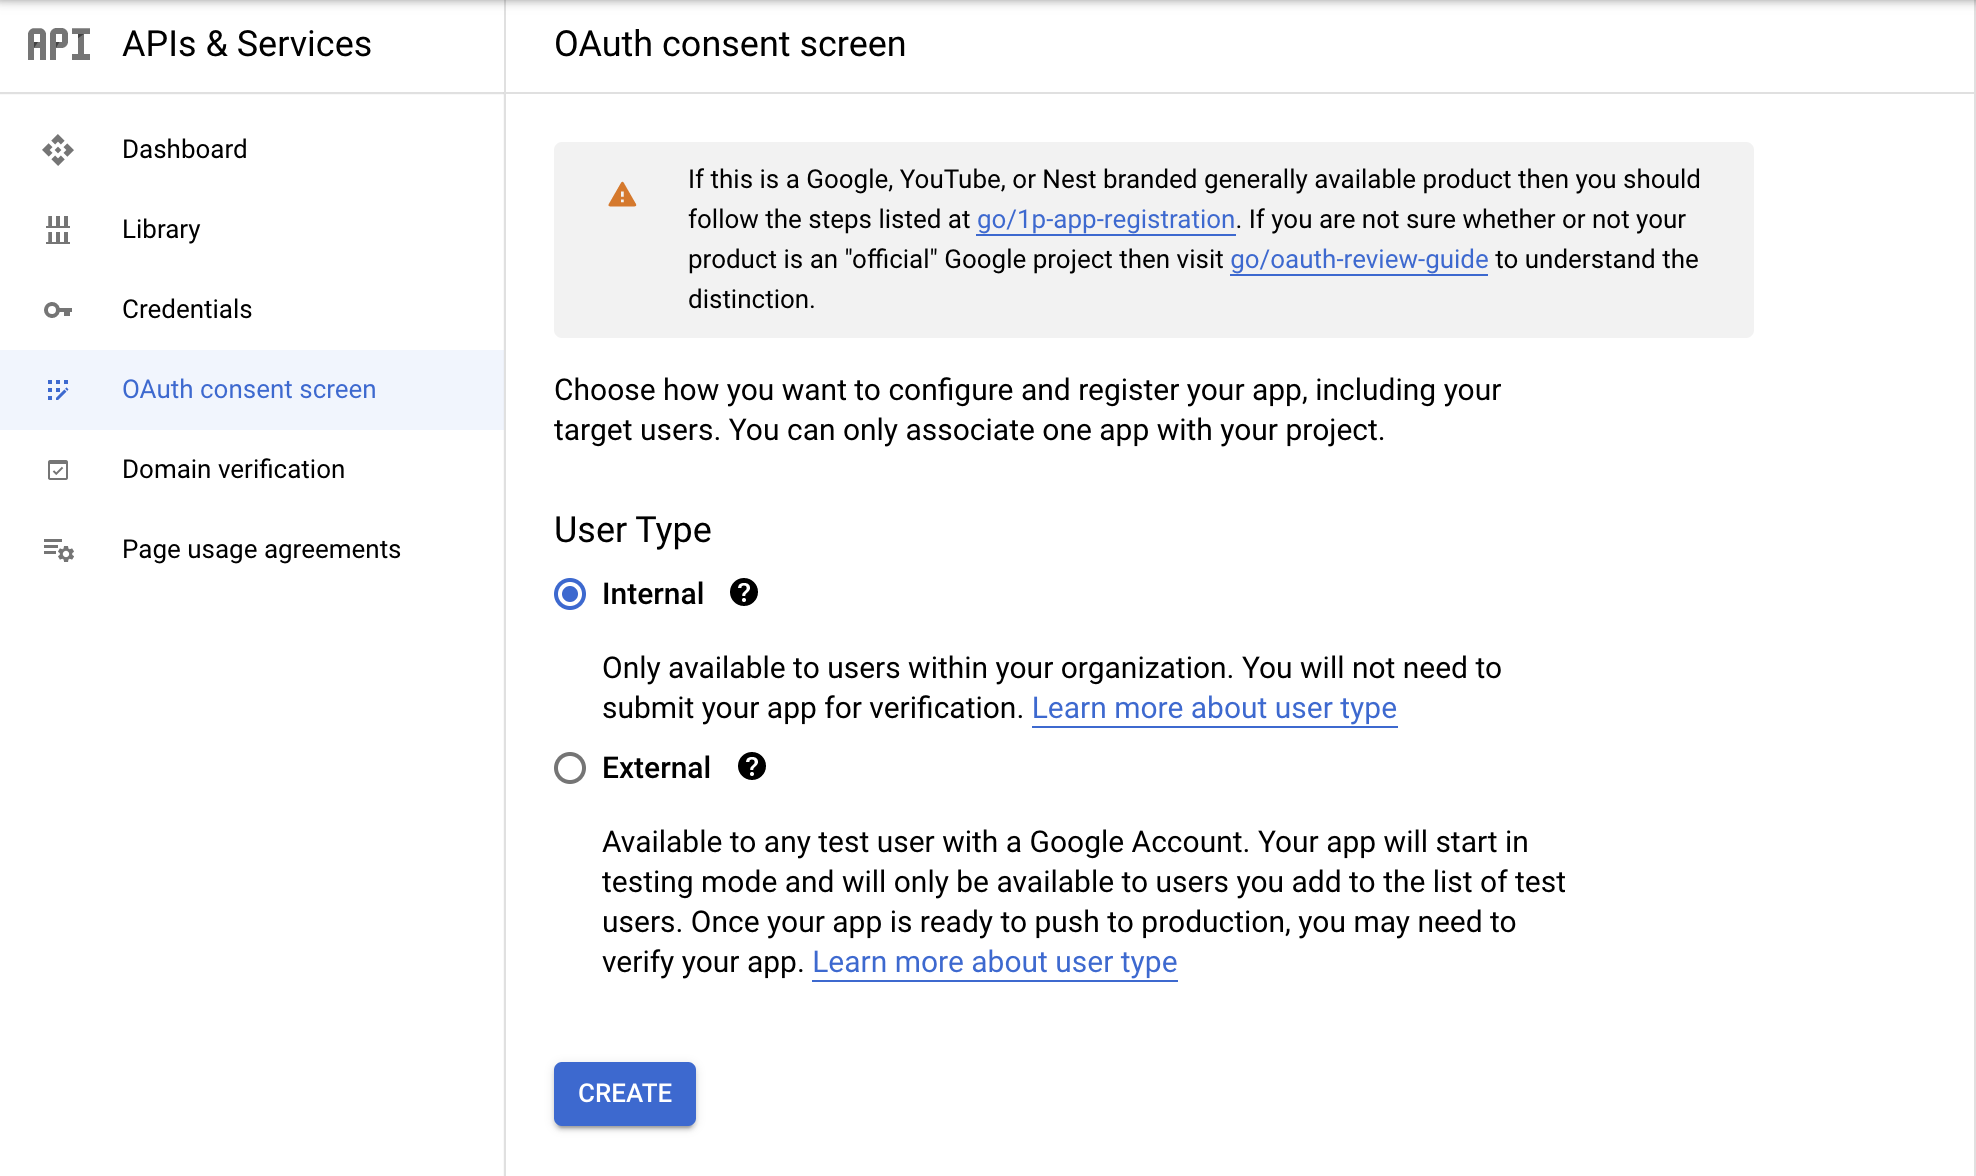 API APIs & Services
OAuth consent screen
Dashboard
Library
Credentials
OAuth consent screen
Domain verification
Page usage agreements
If this is a Google, YouTube, or Nest branded generally available product then you should
follow the steps listed at go/1p-app-registration. If you are not sure whether or not your
product is an "official" Google project then visit go/oauth-review-guide to understand the
distinction.
Choose how you want to configure and register your app, including your
target users. You can only associate one app with your project.
User Type
Internal
Only available to users within your organization. You will not need to
submit your app for verification. Learn more about user type
External
Available to any test user with a Google Account. Your app will start in
testing mode and will only be available to users you add to the list of test
users. Once your app is ready to push to production, you may need to
verify your app. Learn more about user type
CREATE